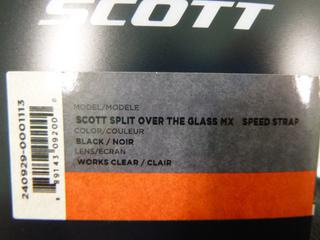 SCOTT
MODEL/MODELE
SCOTT SPLIT OVER THE GLASS MX SPEED STRAP
COLOR/COULEUR
BLACK / NOIR
LENS/ECRAN
WORKS CLEAR / CLAIR
240929-0001113